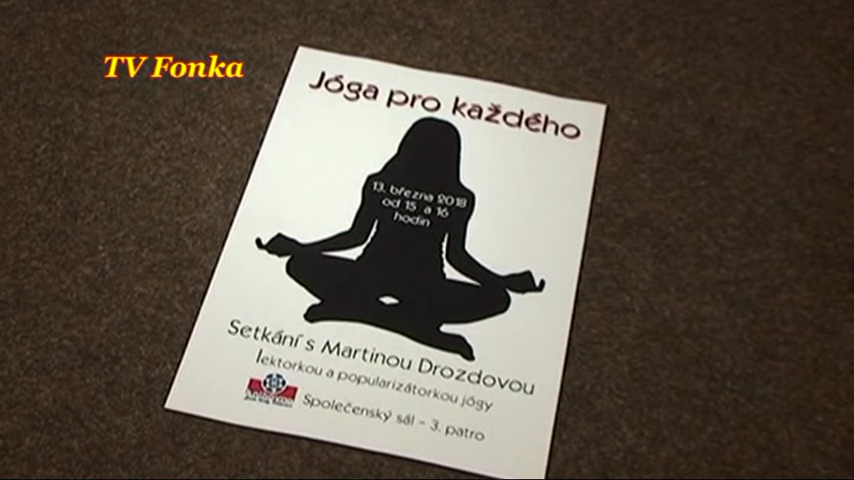 TV Fonka
Jóga pro každého
13. března 2018
od 15 a 16
hodin
Setkání s Martinou Drozdovou
lektorkou a popularizátorkou jógy
Společenský sál - 3. patro